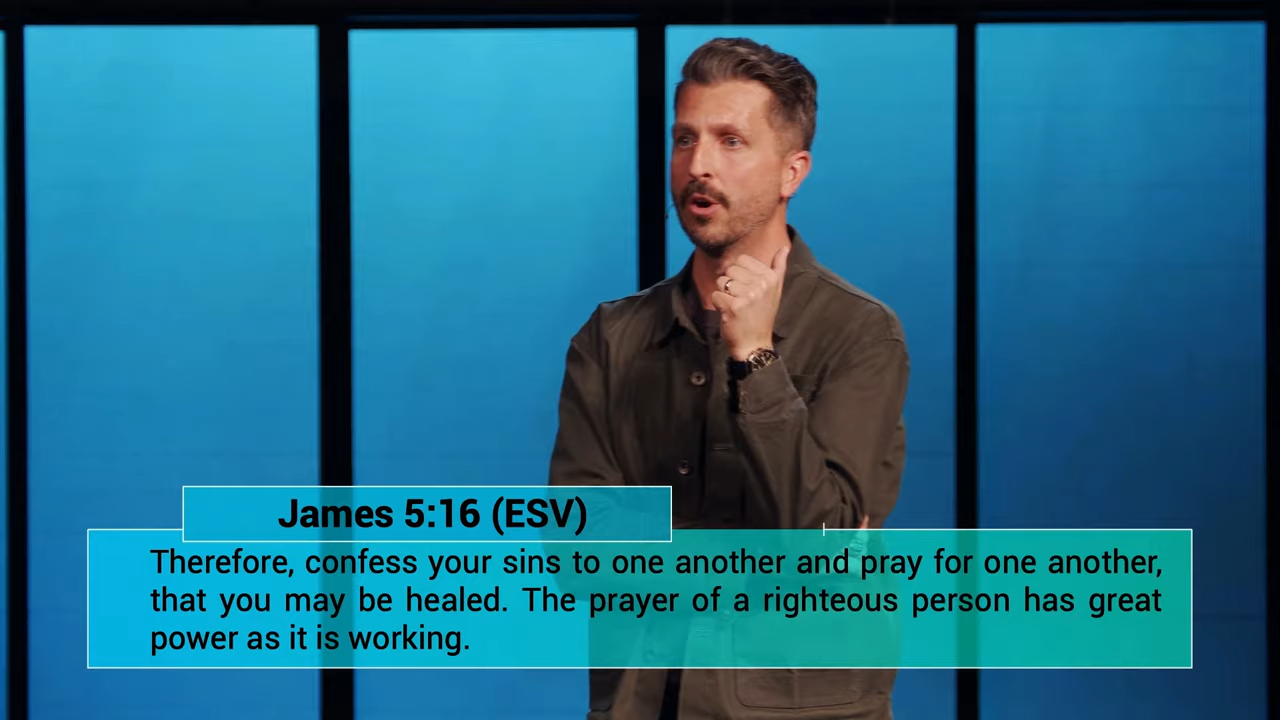 James 5:16 (ESV)
Therefore, confess your sins to one another and pray for one another,
that you may be healed. The prayer of a righteous person has great
power as it is working.